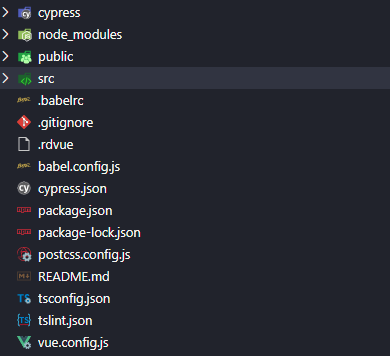 cypress
node_modules
public
src
.babelrc
.gitignore
.rdvue
babel.config.js
cypress.json
package.json
package-lock.json
postcss.config.js
README.md
tsconfig.json
tslint.json
vue.config.js